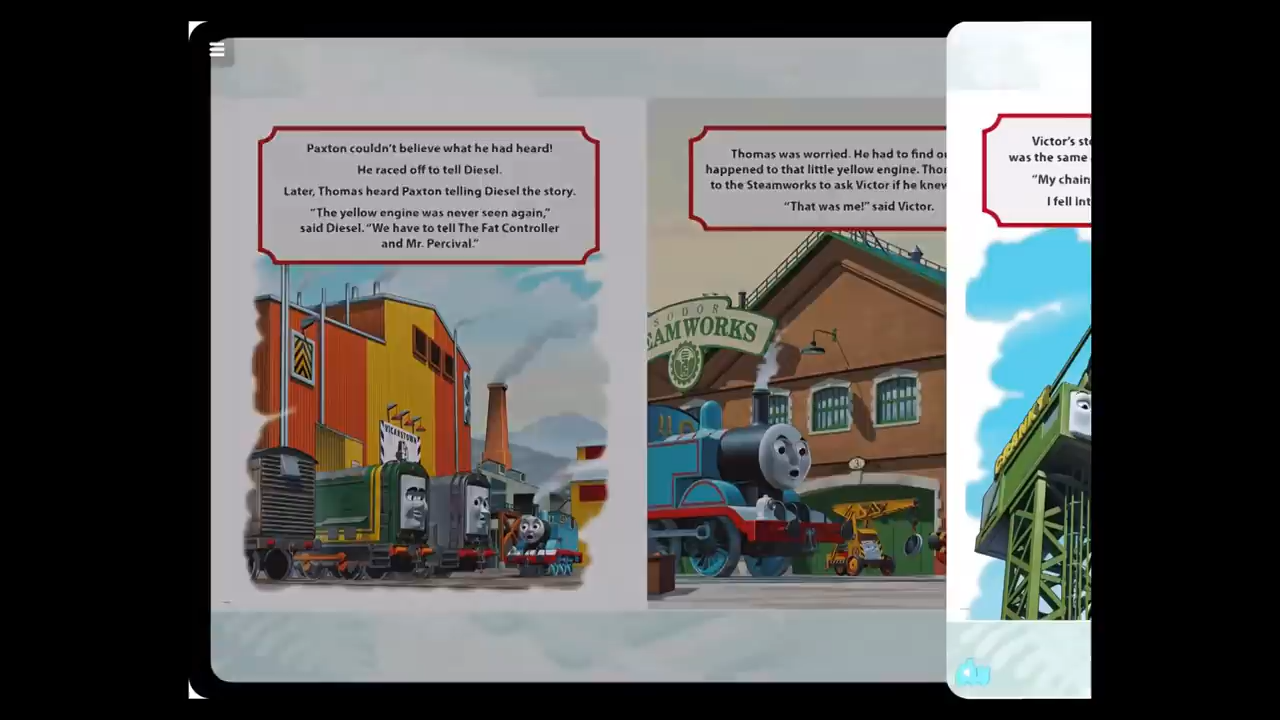 Paxton couldn't believe what he had heard!
He raced off to tell Diesel.
Later, Thomas heard Paxton telling Diesel the story.
“The yellow engine was never seen again,”
said Diesel. “We have to tell The Fat Controller
and Mr. Percival.”
Thomas was worried. He had to find
happened to that little yellow engine.
to the Steamworks to ask Victor if he knew
“That was me!” said Victor.
Victor's
was the same
“My chain
I fell
SODOR
EAMWORKS
VICARSTOWN
3
CRANKY